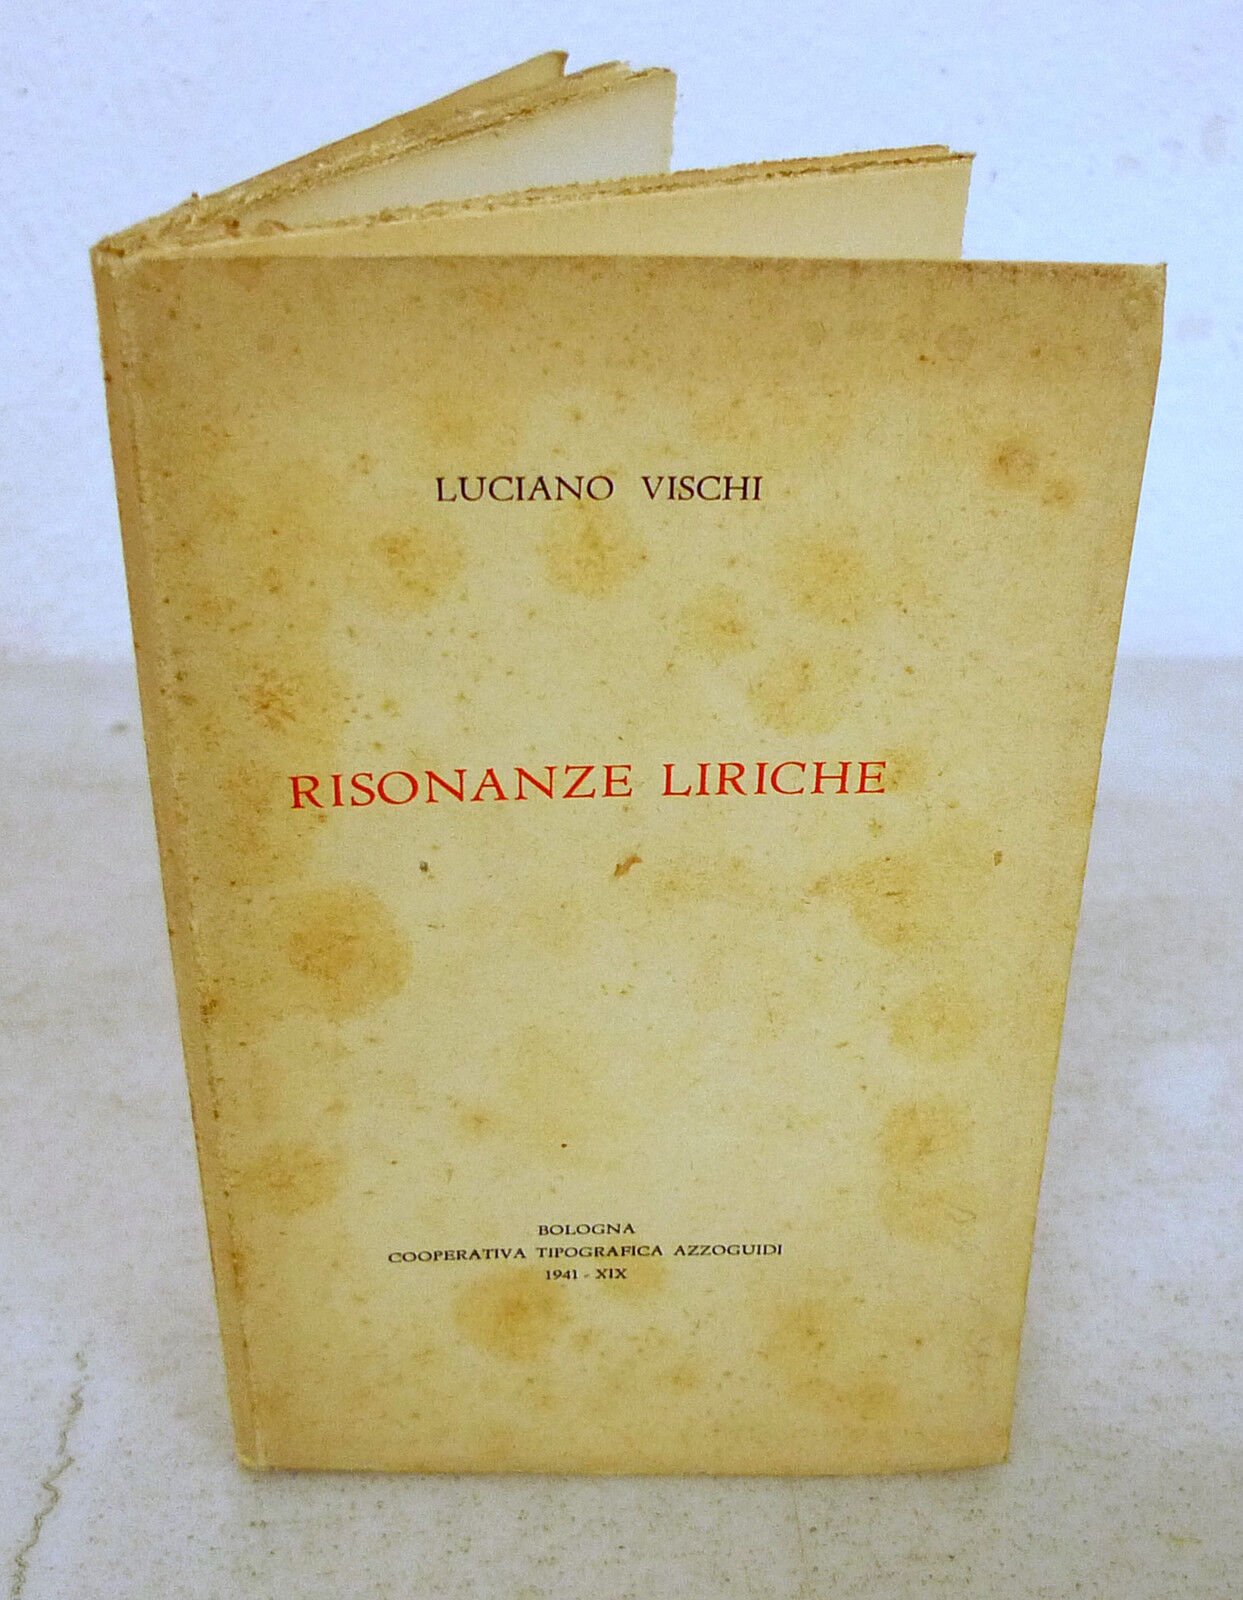 LUCIANO VISCHI
RISONANZE LIRICHE
BOLOGNA
COOPERATIVA TIPOGRAFICA AZZOGUIDI
1941 - XIX